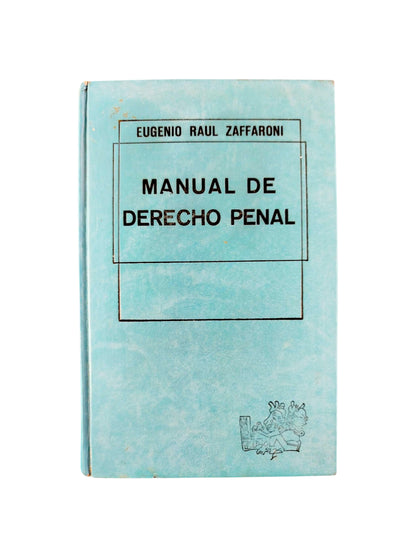 EUGENIO RAUL ZAFFARONI
MANUAL DE
DERECHO PENAL